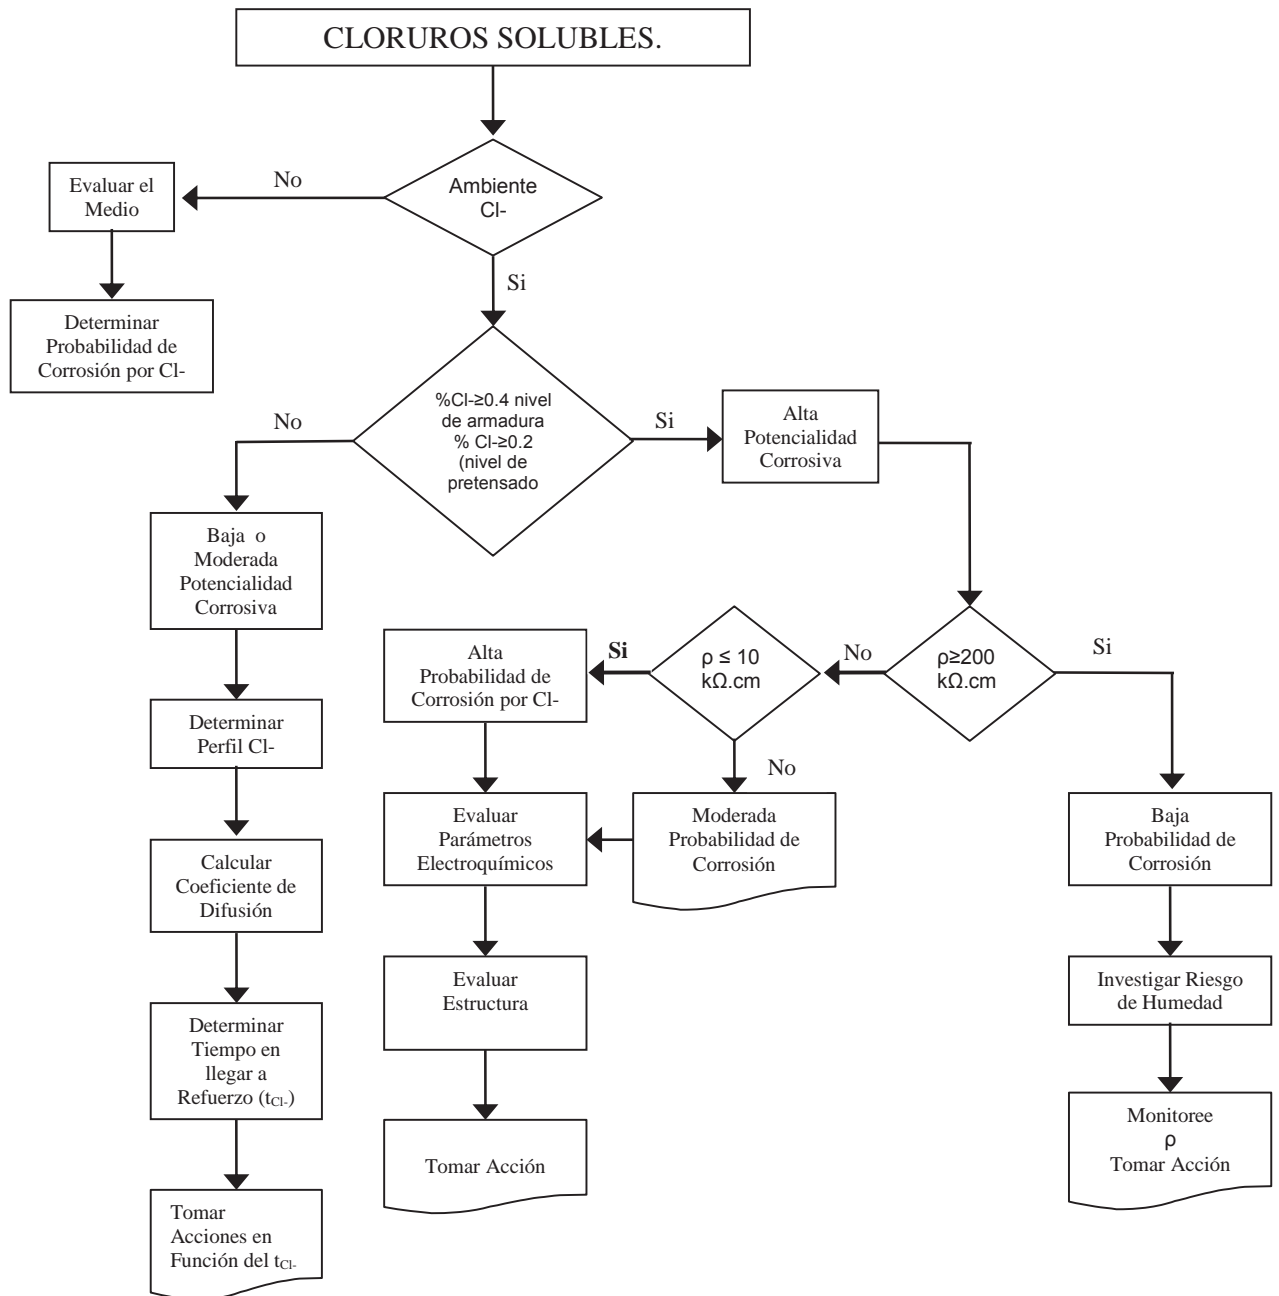 CLORUROS SOLUBLES.
Ambiente
Cl-
No
Evaluar el
Medio
Determinar
Probabilidad de
Corrosión por Cl-
Si
%Cl-≥0.4 nivel
de armadura
% Cl-≥0.2
(nivel de
pretensado
No
Si
Alta
Potencialidad
Corrosiva
Baja o
Moderada
Potencialidad
Corrosiva
Determinar
Perfil Cl-
Calcular
Coeficiente de
Difusión
Determinar
Tiempo en
llegar a
Refuerzo (tCl-)
Tomar
Acciones en
Función del tCl-
Alta
Probabilidad de
Corrosión por Cl-
Si
ρ ≤ 10
kΩ.cm
No
ρ≥200
kΩ.cm
Si
No
Evaluar
Parámetros
Electroquímicos
Moderada
Probabilidad de
Corrosión
Evaluar
Estructura
Tomar Acción
Baja
Probabilidad de
Corrosión
Investigar Riesgo
de Humedad
Monitoree
ρ
Tomar Acción